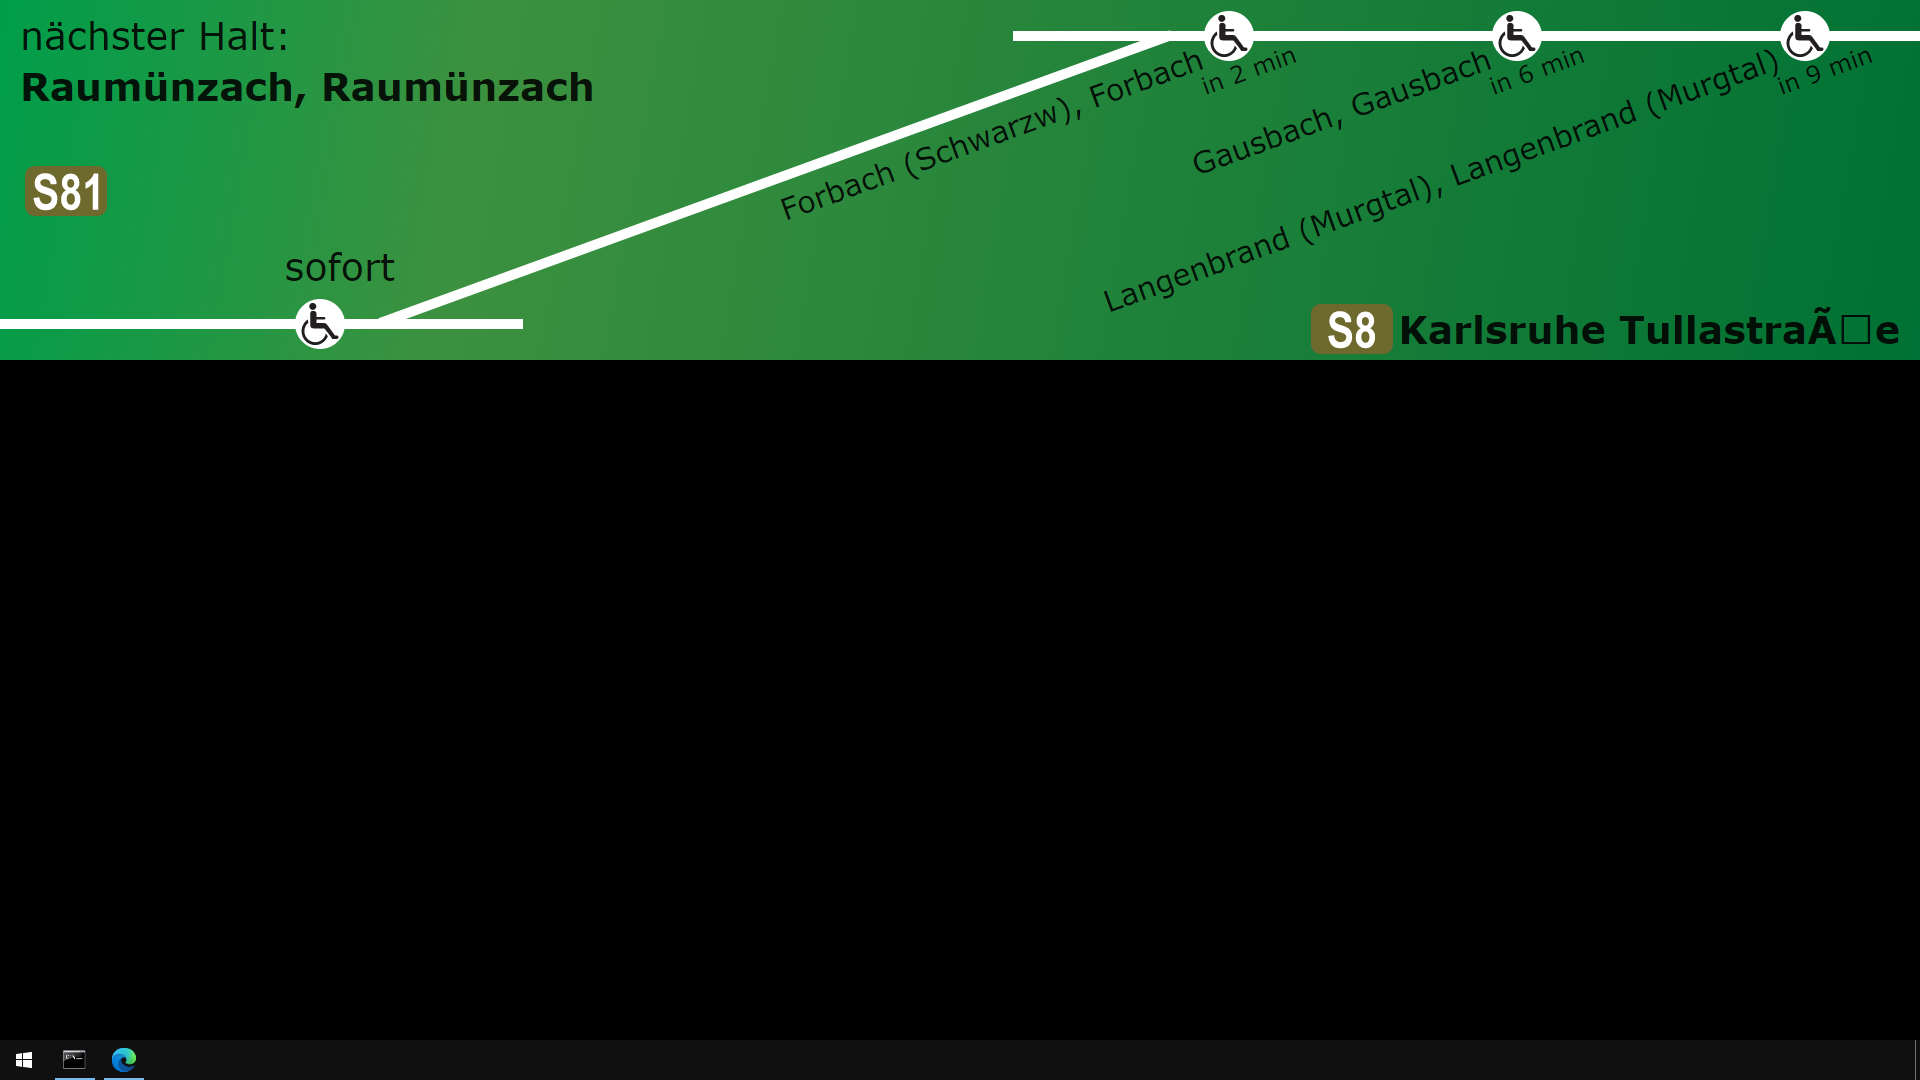 nächster Halt:
Raumünzach, Raumünzach
S81
sofort
Forbach (Schwarzw), Forbach
in 2 min
Gausbach, Gausbach
in 6 min
Langenbrand (Murgtal), Langenbrand (Murgtal)
in 9 min
S8 Karlsruhe TullastraÃ□e